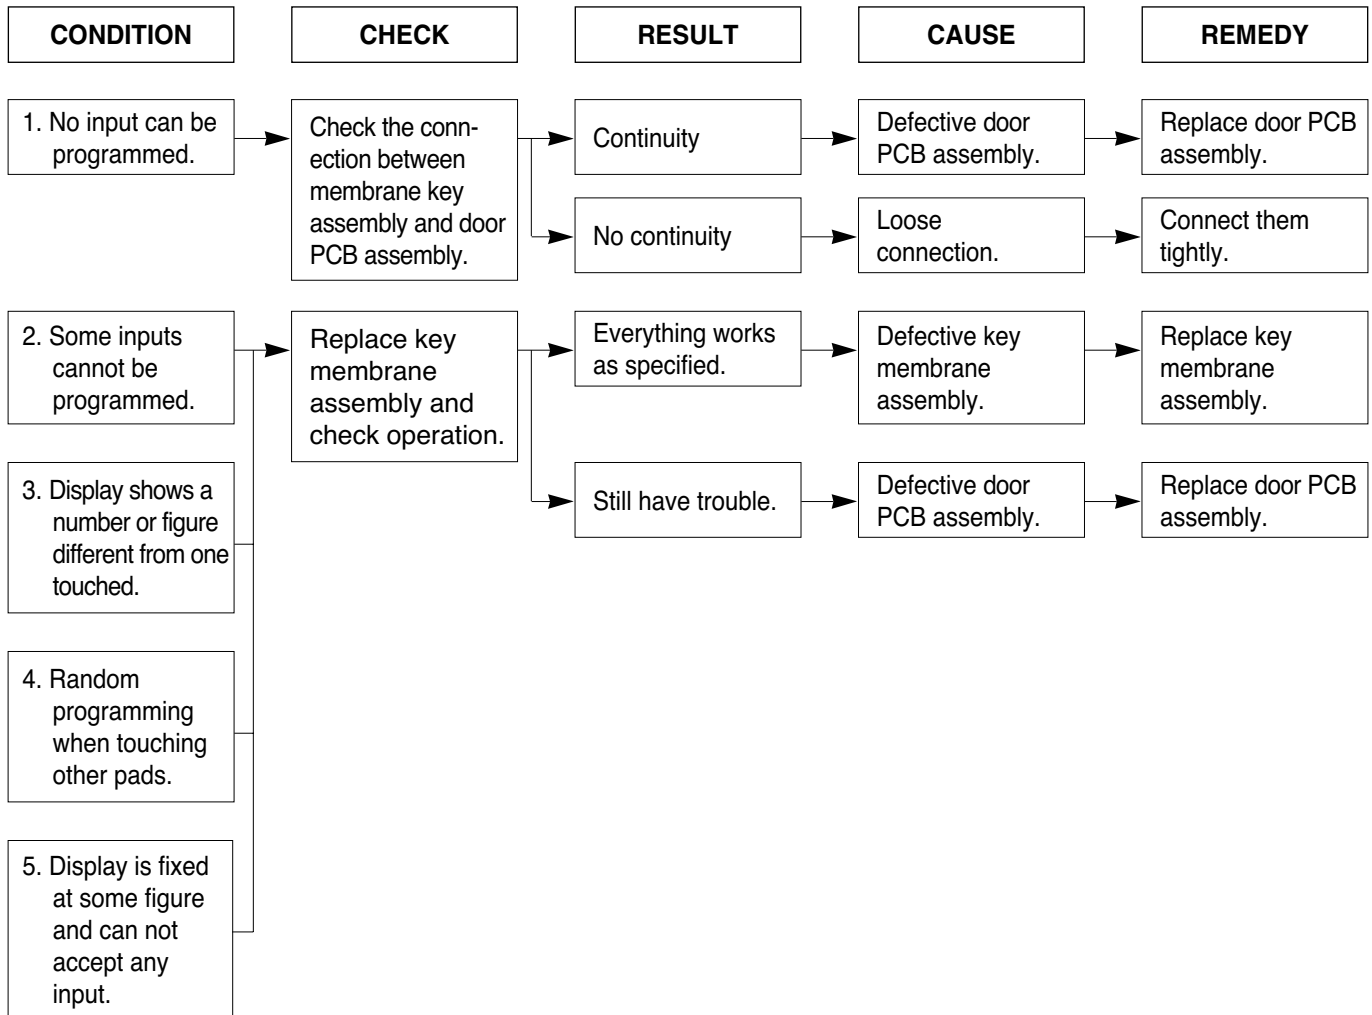 CONDITION
CHECK
RESULT
CAUSE
REMEDY
1. No input can be
programmed.
Check the conn-
ection between
membrane key
assembly and door
PCB assembly.
Continuity
Defective door
PCB assembly.
Replace door PCB
assembly.
No continuity
Loose
connection.
Connect them
tightly.
2. Some inputs
cannot be
programmed.
Replace key
membrane
assembly and
check operation.
Everything works
as specified.
Defective key
membrane
assembly.
Replace key
membrane
assembly.
3. Display shows a
number or figure
different from one
touched.
Still have trouble.
Defective door
PCB assembly.
Replace door PCB
assembly.
4. Random
programming
when touching
other pads.
5. Display is fixed
at some figure
and can not
accept any
input.